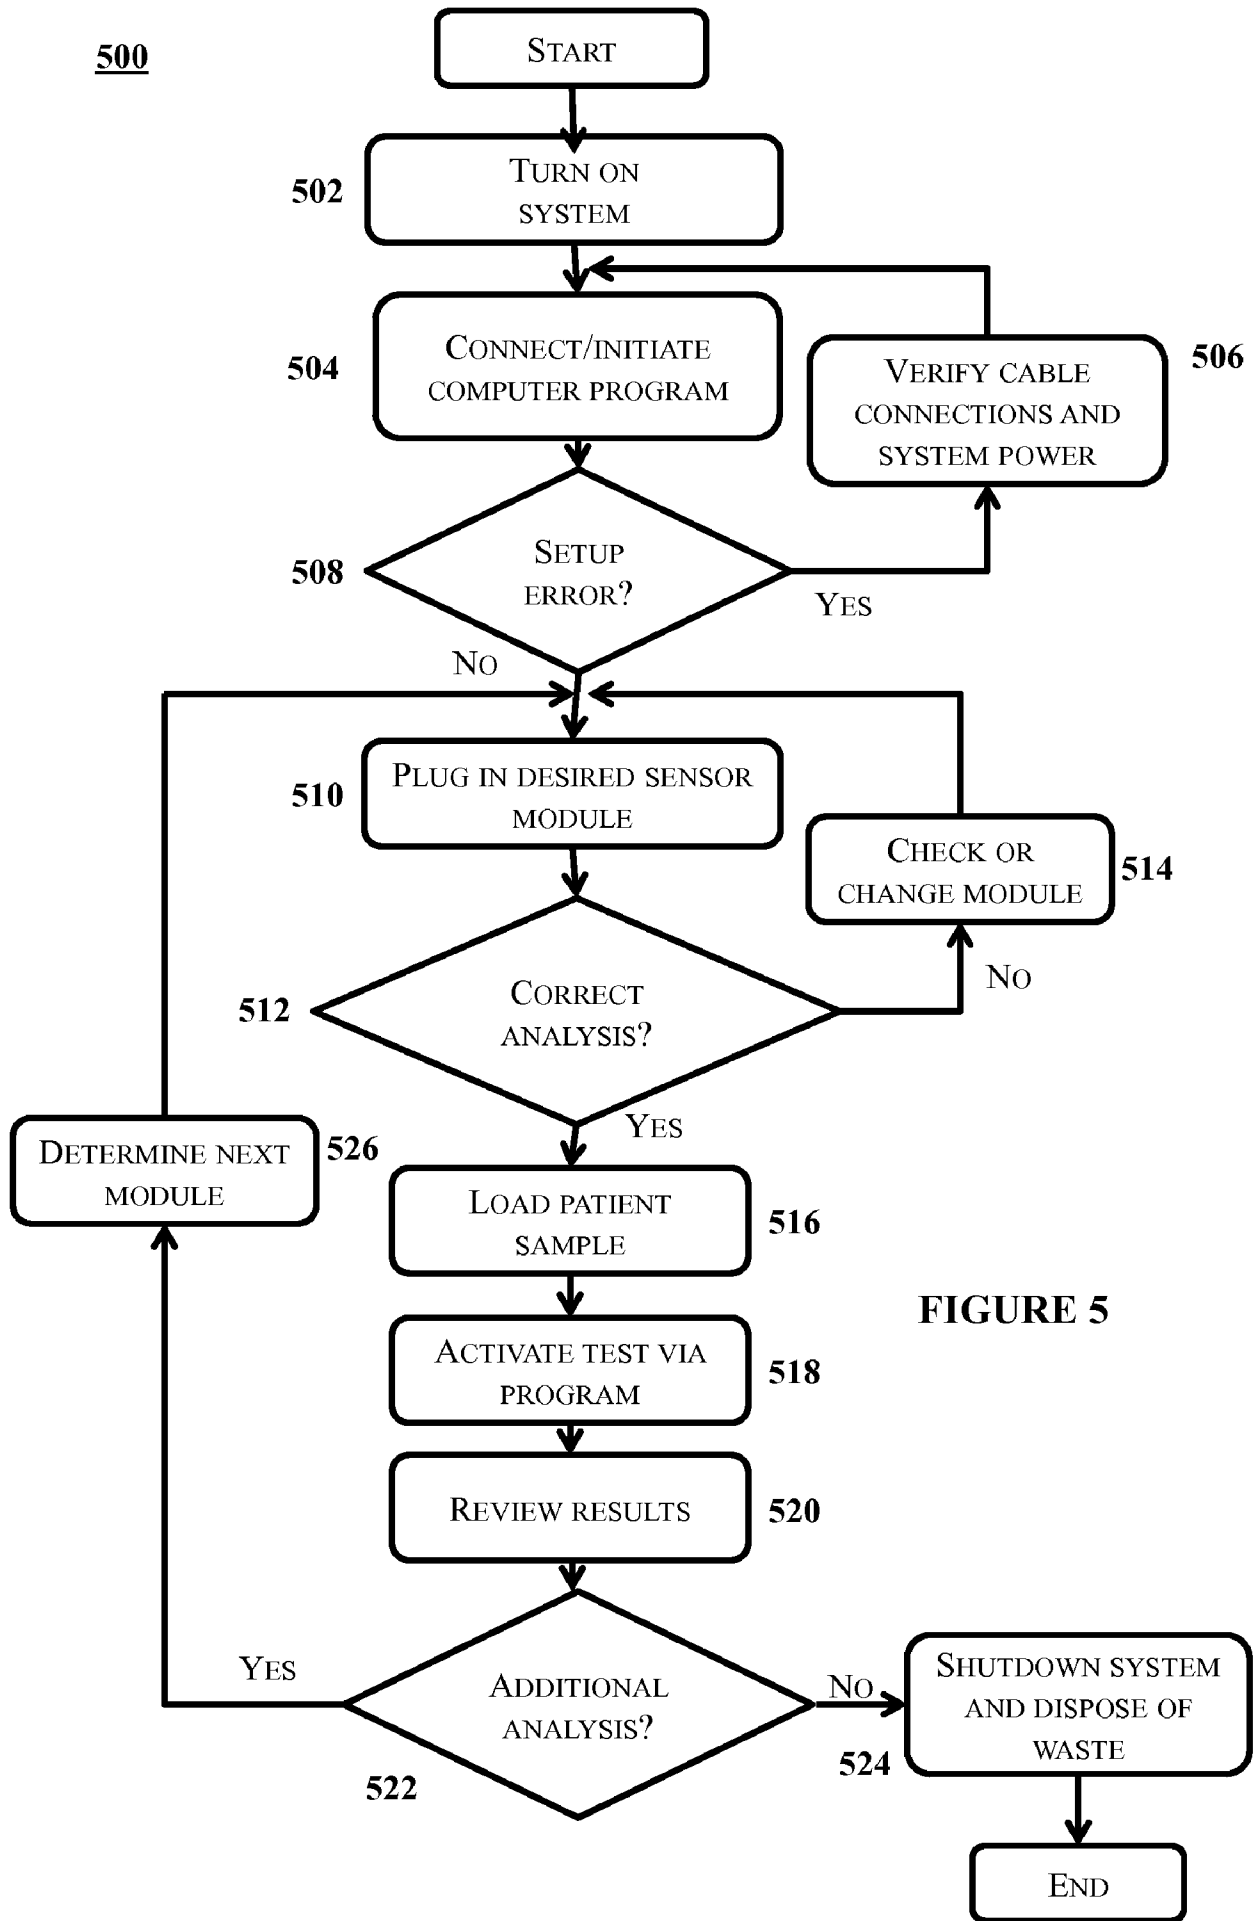 500
START
502
TURN ON
SYSTEM
504
CONNECT/INITIATE
COMPUTER PROGRAM
506
VERIFY CABLE
CONNECTIONS AND
SYSTEM POWER
508
SETUP
ERROR?
YES
NO
510
PLUG IN DESIRED SENSOR
MODULE
CHECK OR
CHANGE MODULE
514
NO
512
CORRECT
ANALYSIS?
YES
DETERMINE NEXT
MODULE
526
LOAD PATIENT
SAMPLE
516
FIGURE 5
ACTIVATE TEST VIA
PROGRAM
518
REVIEW RESULTS
520
YES
ADDITIONAL
ANALYSIS?
522
NO
SHUTDOWN SYSTEM
AND DISPOSE OF
WASTE
524
END